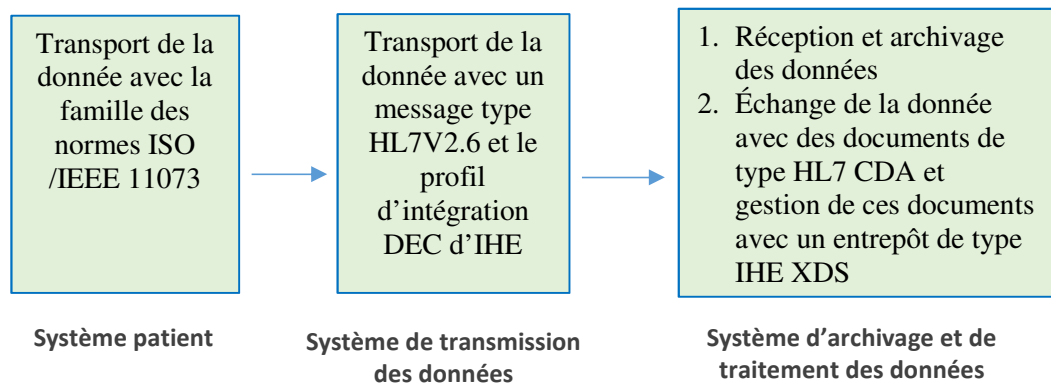 Transport de la
donnée avec la
famille des
normes ISO
/IEEE 11073
Transport de la
donnée avec un
message type
HL7V2.6 et le
profil
d’intégration
DEC d’IHE
1. Réception et archivage
des données
2. Échange de la donnée
avec des documents de
type HL7 CDA et
gestion de ces documents
avec un entrepôt de type
IHE XDS
Système patient
Système de transmission
des données
Système d’archivage et de
traitement des données